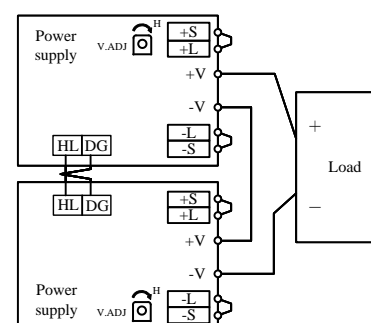 Power
supply
V.ADJ
H
+S
+L
+V
-V
-L
-S
HL DG
+
Load
−
HL DG
+S
+L
+V
-V
Power
supply
V.ADJ
H
-L
-S